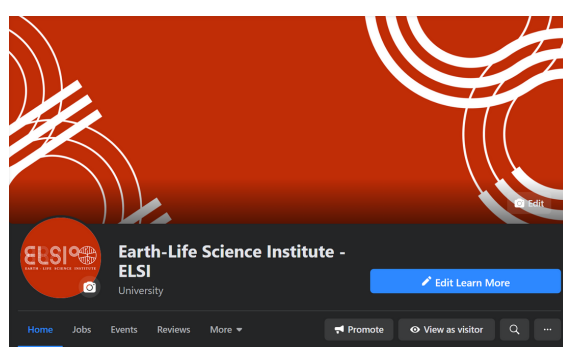 Edit
ELSI
EARTH - LIFE SCIENCE INSTITUTE
Earth-Life Science Institute -
ELSI
University
Edit Learn More
Home Jobs Events Reviews More
Promote View as visitor